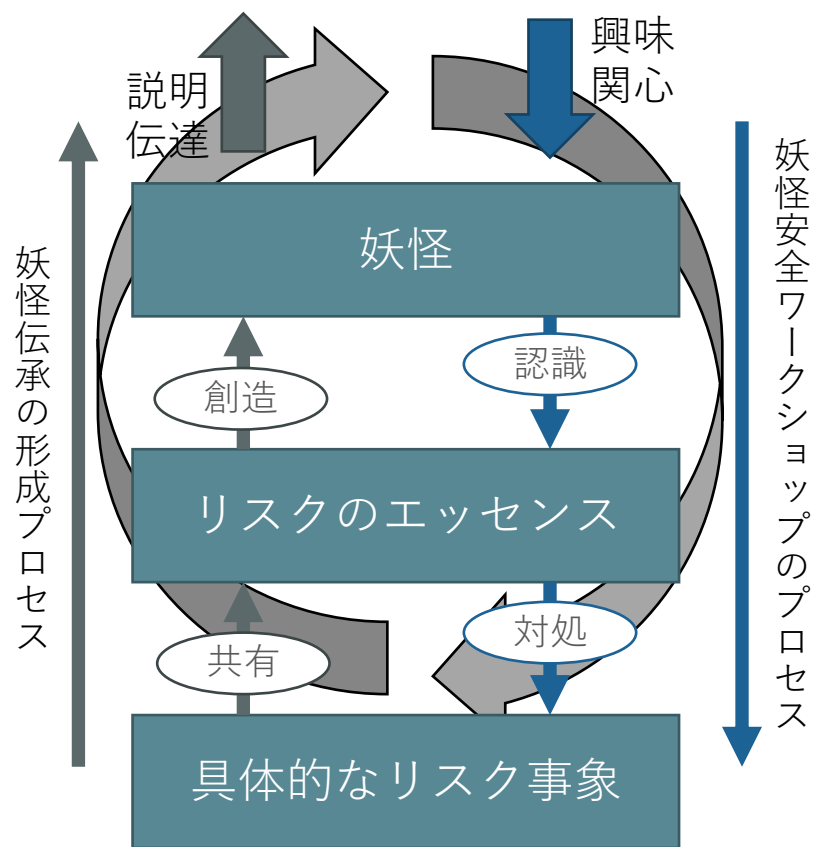 説明
伝達
興味
関心
妖怪伝承の形成プロセス
妖怪安全ワークショップのプロセス
妖怪
創造
認識
リスクのエッセンス
共有
対処
具体的なリスク事象